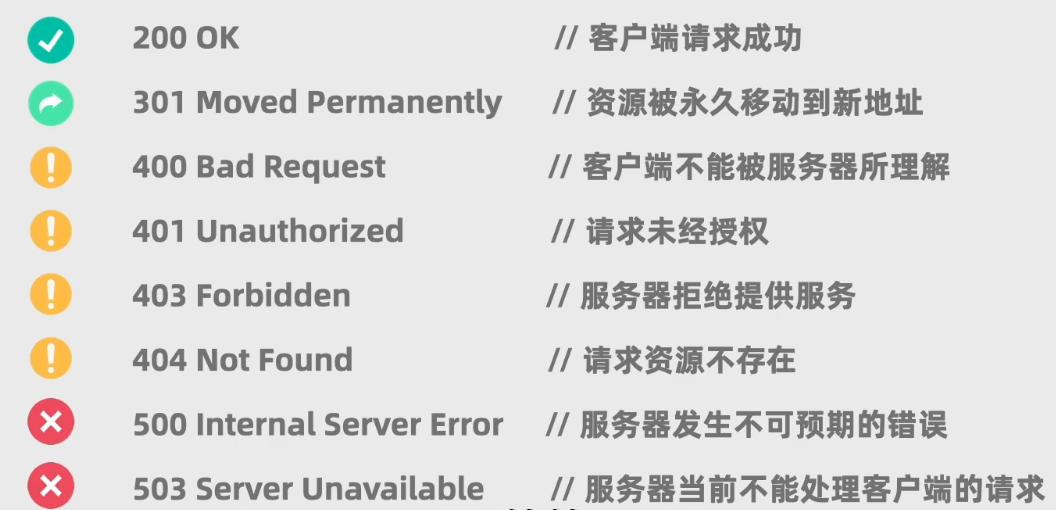 200 OK // 客户端请求成功
301 Moved Permanently // 资源被永久移动到新地址
400 Bad Request // 客户端不能被服务器所理解
401 Unauthorized // 请求未经授权
403 Forbidden // 服务器拒绝提供服务
404 Not Found // 请求资源不存在
500 Internal Server Error // 服务器发生不可预期的错误
503 Server Unavailable // 服务器当前不能处理客户端的请求